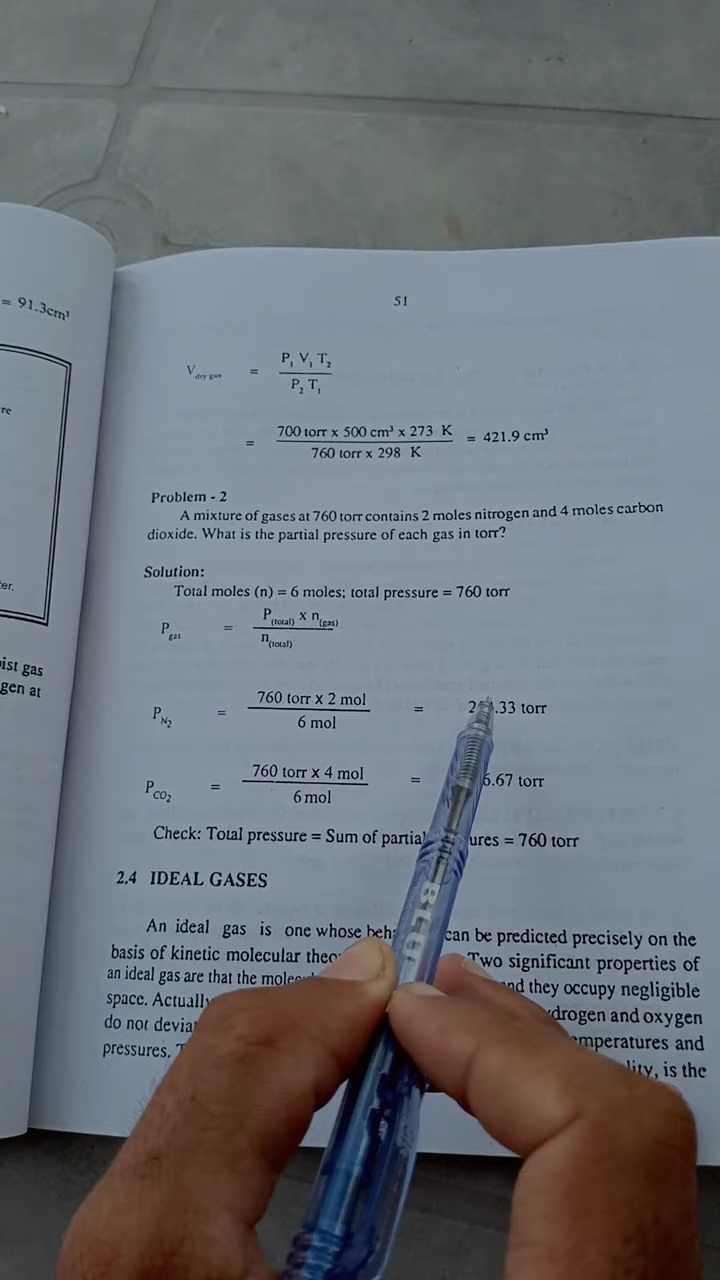 = 91.3cm³
re
ter.
oist gas
gen at
51
V dry gas = P₁ V₁ T₂ / P₂ T₁
= 700 torr x 500 cm³ x 273 K / 760 torr x 298 K = 421.9 cm³
Problem - 2
A mixture of gases at 760 torr contains 2 moles nitrogen and 4 moles carbon
dioxide. What is the partial pressure of each gas in torr?
Solution:
Total moles (n) = 6 moles; total pressure = 760 torr
P gas = P(total) x n(gas) / n(total)
P N₂ = 760 torr x 2 mol / 6 mol = 2 .33 torr
P CO₂ = 760 torr x 4 mol / 6 mol = 6.67 torr
Check: Total pressure = Sum of partial ures = 760 torr
2.4 IDEAL GASES
An ideal gas is one whose beh can be predicted precisely on the
basis of kinetic molecular theo Two significant properties of
an ideal gas are that the molec nd they occupy negligible
space. Actually drogen and oxygen
do not devia emperatures and
pressures. lity, is the